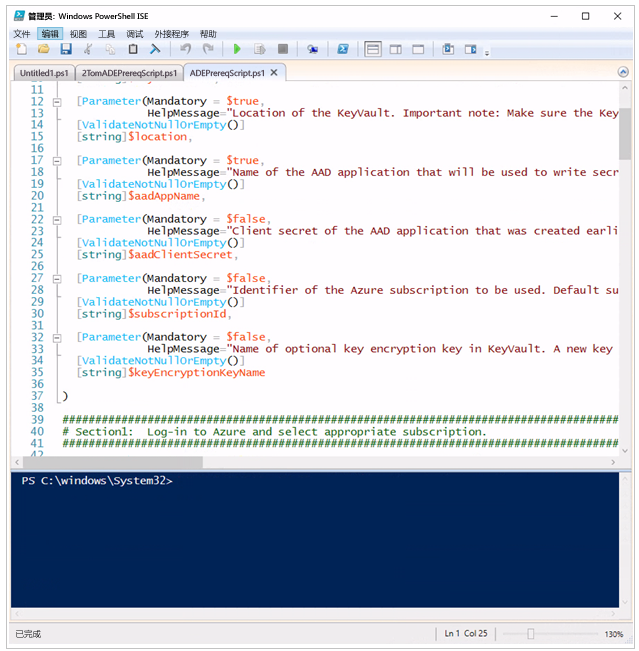 管理员: Windows PowerShell ISE
文件 编辑 视图 工具 调试 外接程序 帮助
Untitled1.ps1 2TomADEPrereqScript.ps1 ADEPrereqScript.ps1
11
12 [Parameter(Mandatory = $true,
13 HelpMessage="Location of the KeyVault. Important note: Make sure the Key
14 [ValidateNotNullOrEmpty()]
15 [string]$location,
16
17 [Parameter(Mandatory = $true,
18 HelpMessage="Name of the AAD application that will be used to write secr
19 [ValidateNotNullOrEmpty()]
20 [string]$aadAppName,
21
22 [Parameter(Mandatory = $false,
23 HelpMessage="Client secret of the AAD application that was created earli
24 [ValidateNotNullOrEmpty()]
25 [string]$aadClientSecret,
26
27 [Parameter(Mandatory = $false,
28 HelpMessage="Identifier of the Azure subscription to be used. Default su
29 [ValidateNotNullOrEmpty()]
30 [string]$subscriptionId,
31
32 [Parameter(Mandatory = $false,
33 HelpMessage="Name of optional key encryption key in KeyVault. A new key
34 [ValidateNotNullOrEmpty()]
35 [string]$keyEncryptionKeyName
36
37 )
38
39 ####################################################################################
40 # Section1:  Log-in to Azure and select appropriate subscription.
41 ####################################################################################
42
PS C:\windows\System32>
已完成 Ln 1 Col 25 130%